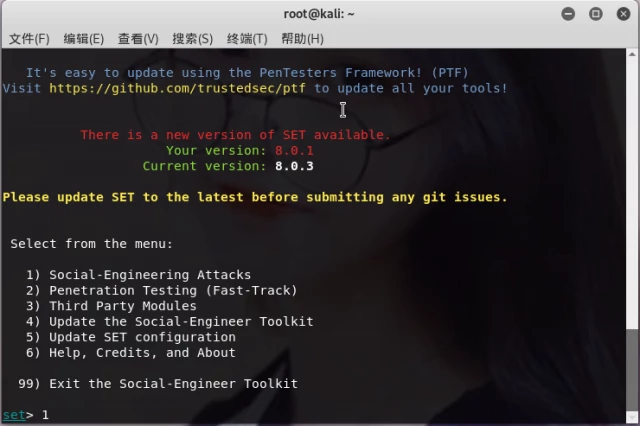 root@kali: ~
文件(F) 编辑(E) 查看(V) 搜索(S) 终端(T) 帮助(H)
It's easy to update using the PenTesters Framework! (PTF)
Visit https://github.com/trustedsec/ptf to update all your tools!
There is a new version of SET available.
Your version: 8.0.1
Current version: 8.0.3
Please update SET to the latest before submitting any git issues.
Select from the menu:
1) Social-Engineering Attacks
2) Penetration Testing (Fast-Track)
3) Third Party Modules
4) Update the Social-Engineer Toolkit
5) Update SET configuration
6) Help, Credits, and About
99) Exit the Social-Engineer Toolkit
set> 1